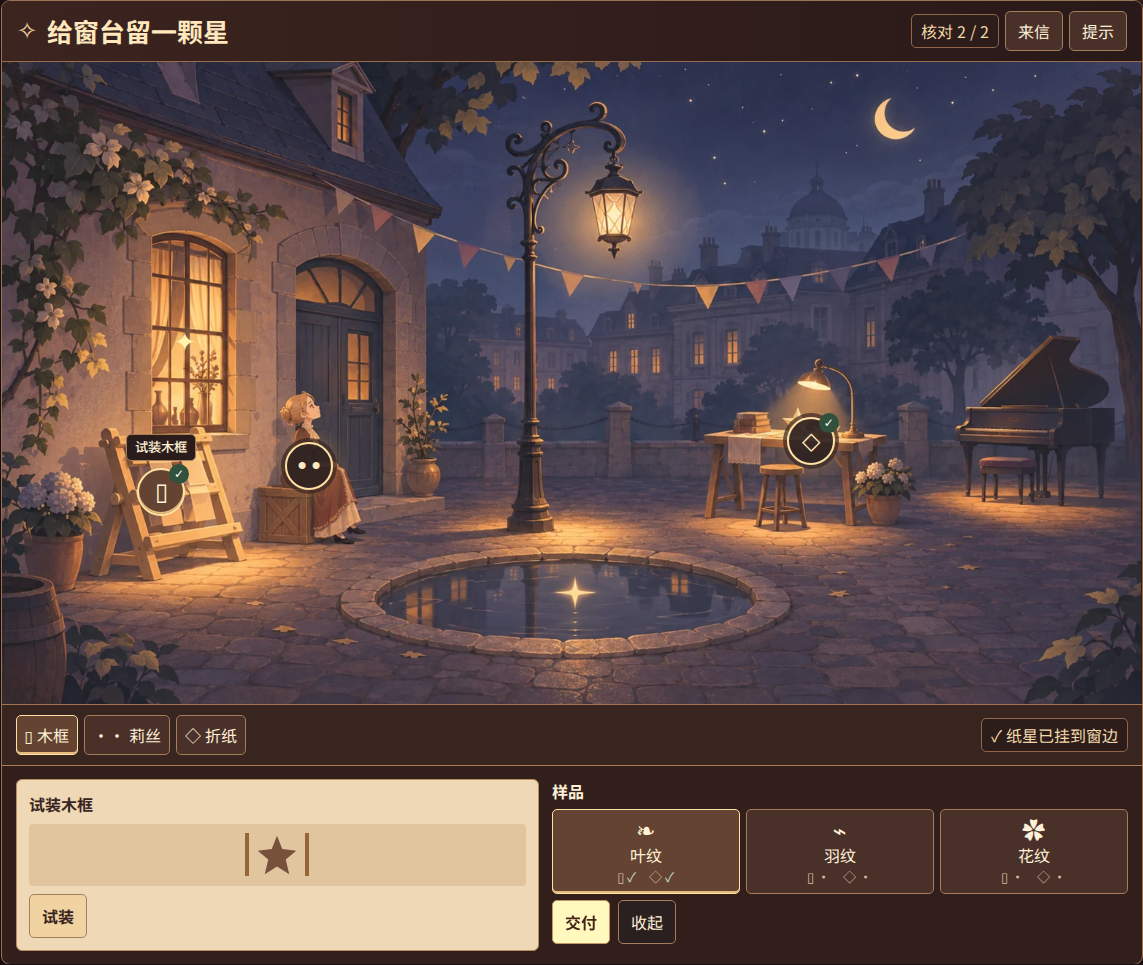 给窗台留一颗星
核对 2 / 2
来信
提示
试装木框
木框
莉丝
折纸
✓ 纸星已挂到窗边
试装木框
试装
样品
叶纹
✓ ◇✓
羽纹
· ◇ ·
花纹
· ◇ ·
交付
收起